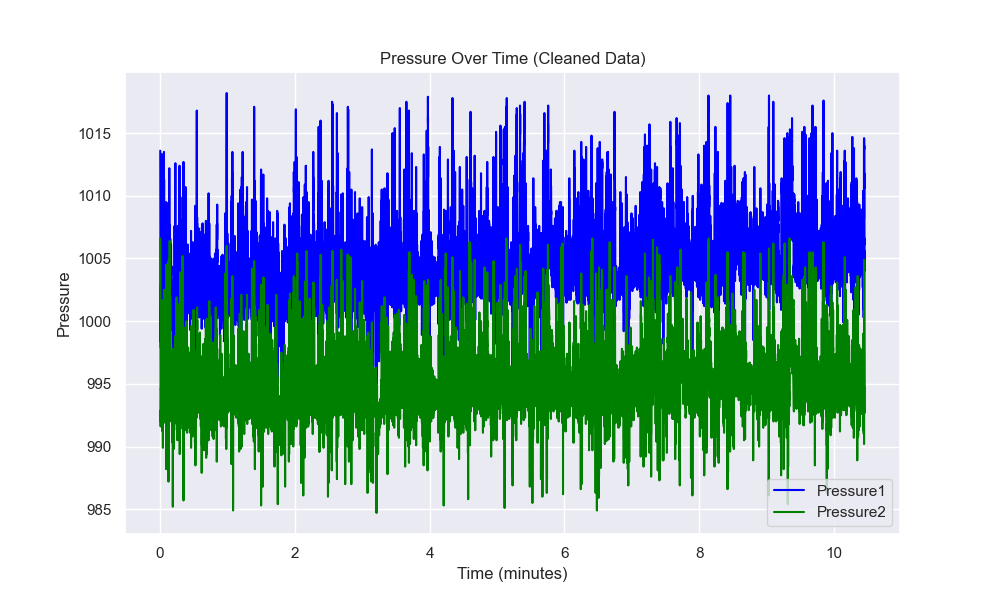 Pressure Over Time (Cleaned Data)
Pressure
1015
1010
1005
1000
995
990
985
0 2 4 6 8 10
Time (minutes)
Pressure1
Pressure2